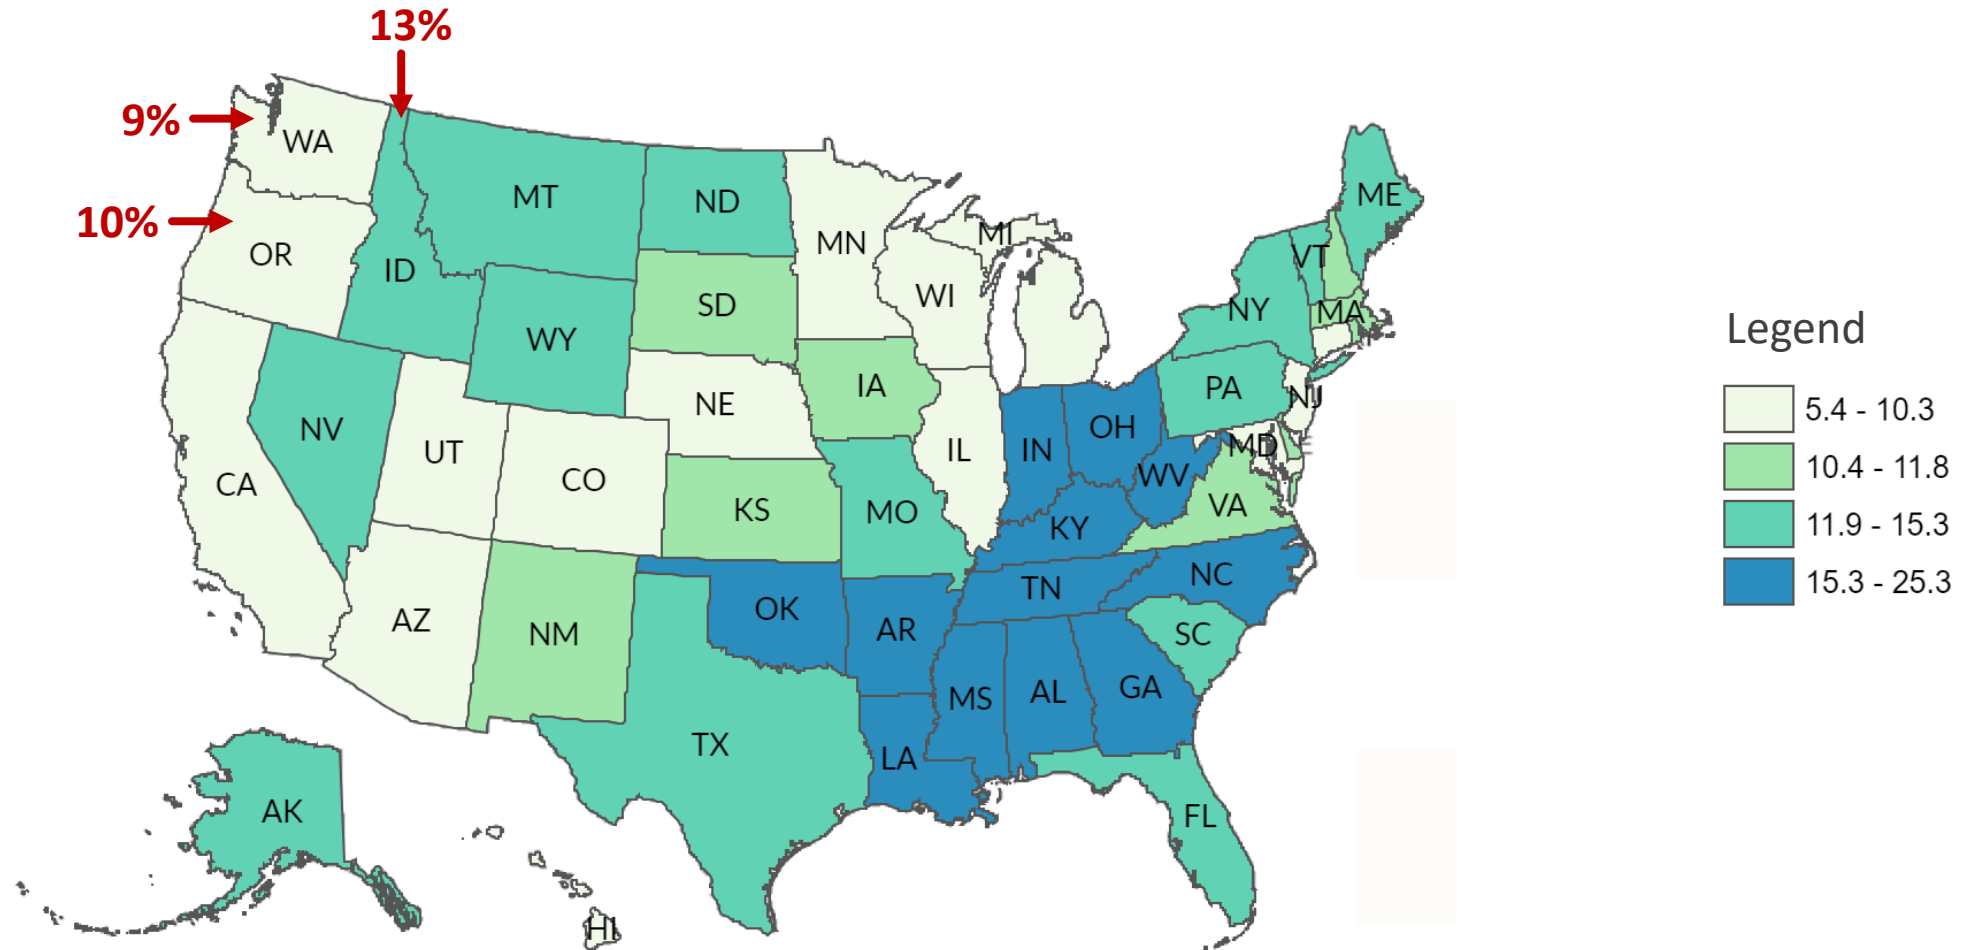 13%
9%
10%
WA
OR
ID
MT
ND
MN
WI
MI
ME
VT
NY
MA
SD
WY
NE
IA
IL
IN
OH
PA
NJ
MD
WV
VA
KY
CA
NV
UT
CO
KS
MO
TN
NC
SC
AZ
NM
OK
AR
MS
AL
GA
TX
LA
FL
AK
HI
Legend
5.4 - 10.3
10.4 - 11.8
11.9 - 15.3
15.3 - 25.3